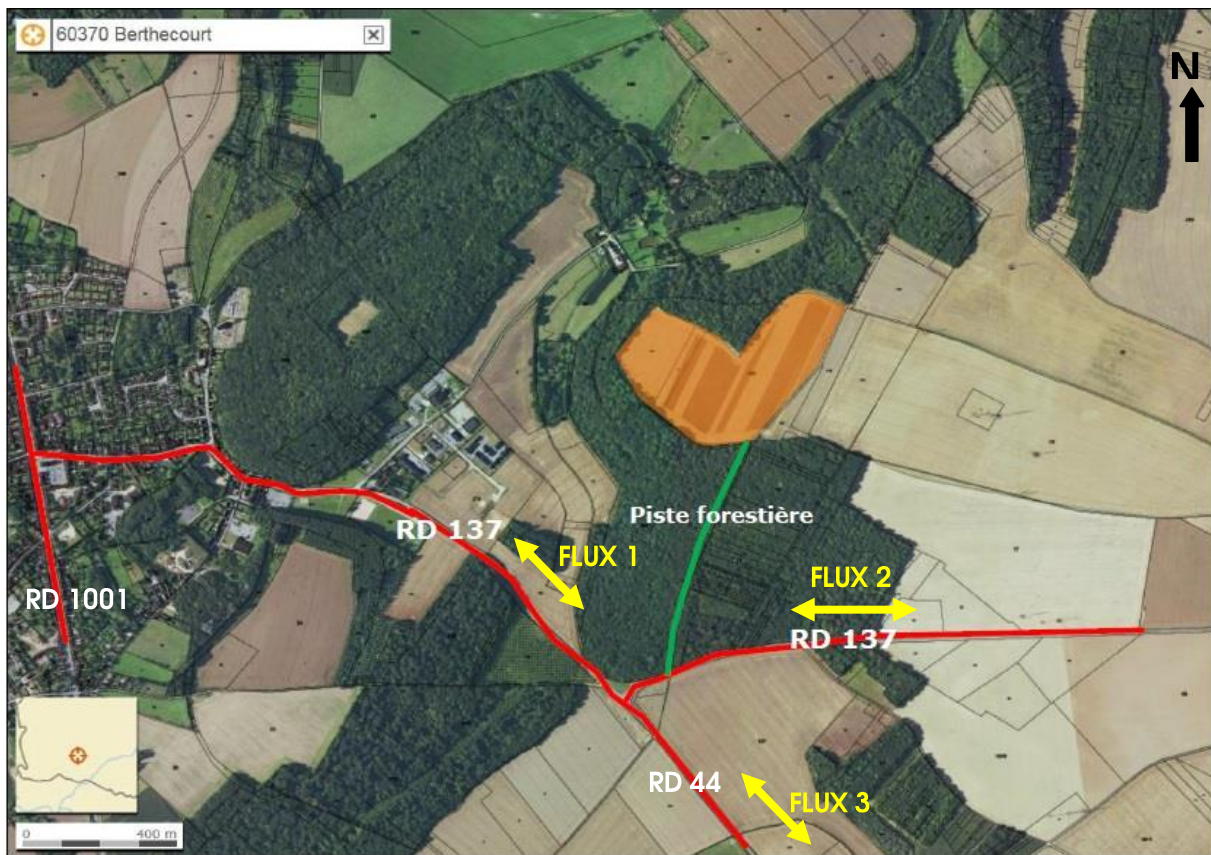 60370 Berthecourt
N
RD 137
FLUX 1
Piste forestière
FLUX 2
RD 137
RD 1001
RD 44
FLUX 3
0 400 m